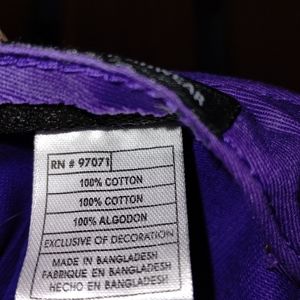 RN # 97071
100% COTTON
100% COTTON
100% ALGODON
EXCLUSIVE OF DECORATION
MADE IN BANGLADESH
FABRIQUE EN BANGLADESH
HECHO EN BANGLADESH